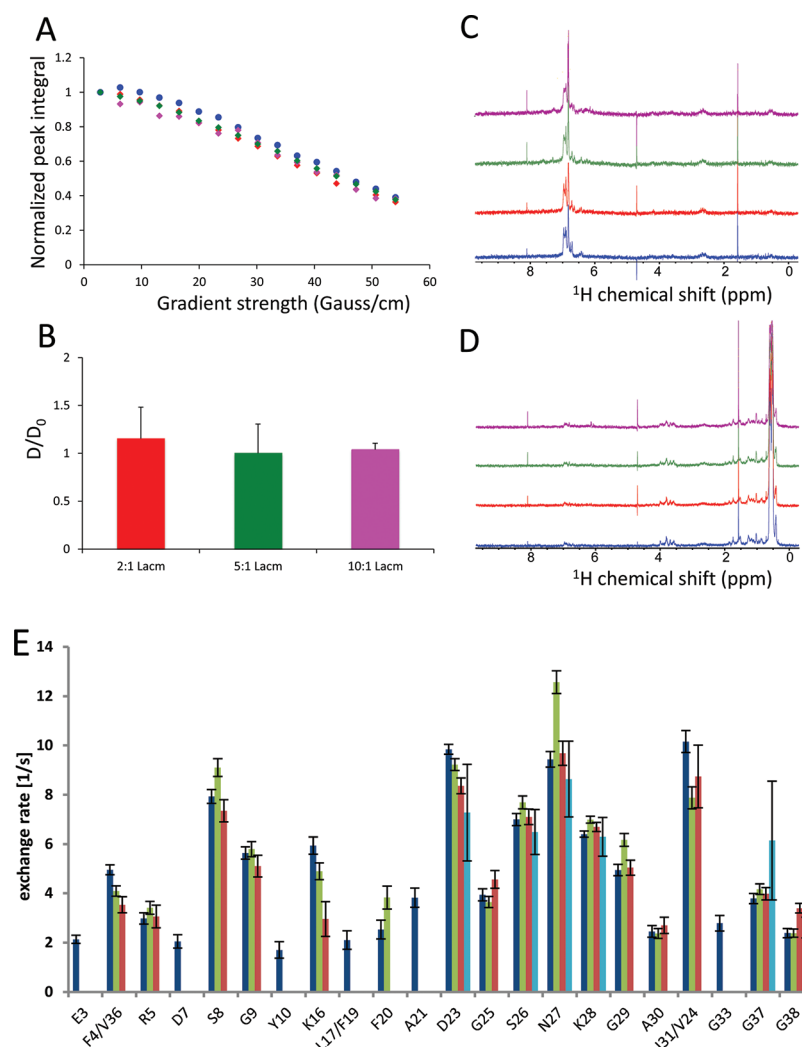 A
Normalized peak integral
1.2
1
0.8
0.6
0.4
0.2
0
0 10 20 30 40 50 60
Gradient strength (Gauss/cm)
B
D/D0
2
1.5
1
0.5
0
2:1 Lacm 5:1 Lacm 10:1 Lacm
C
8 6 4 2 0
1H chemical shift (ppm)
D
8 6 4 2 0
1H chemical shift (ppm)
E
exchange rate [1/s]
14
12
10
8
6
4
2
0
E3 F4/V36 R5 D7 S8 G9 Y10 K16 L17/F19 F20 A21 D23 G25 S26 N27 K28 G29 A30 I31/V24 G33 G37 G38